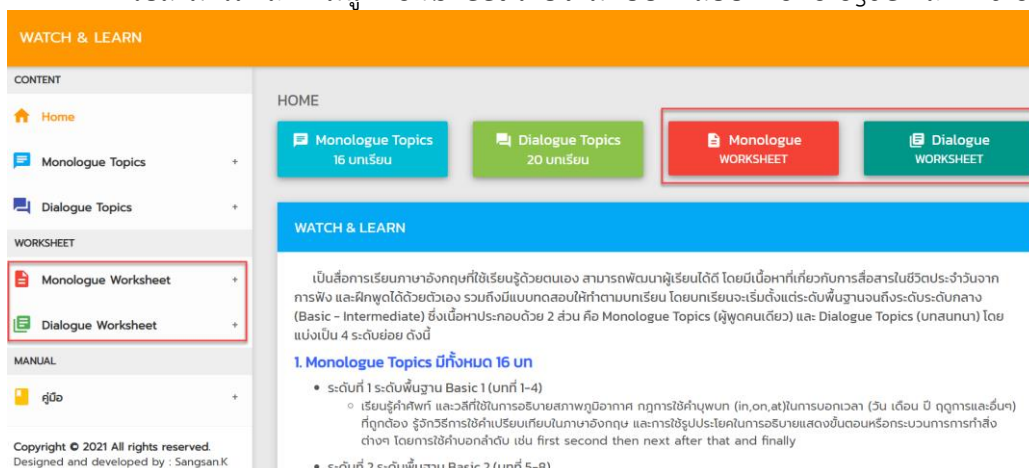 WATCH & LEARN
CONTENT
Home
Monologue Topics +
Dialogue Topics +
WORKSHEET
Monologue Worksheet +
Dialogue Worksheet +
MANUAL
คู่มือ +
Copyright © 2021 All rights reserved.
Designed and developed by : Sangsan.K
HOME
Monologue Topics
16 บทเรียน
Dialogue Topics
20 บทเรียน
Monologue
WORKSHEET
Dialogue
WORKSHEET
WATCH & LEARN
เป็นสื่อการเรียนภาษาอังกฤษที่ใช้เรียนรู้ด้วยตนเอง สามารถพัฒนาผู้เรียนได้ดี โดยมีเนื้อหาที่เกี่ยวกับการสื่อสารในชีวิตประจำวันจาก
การฟัง และฝึกพูดได้ด้วยตัวเอง รวมถึงมีแบบทดสอบให้ทำตามบทเรียน โดยบทเรียนจะเริ่มตั้งแต่ระดับพื้นฐานจนถึงระดับระดับกลาง
(Basic - Intermediate) ซึ่งเนื้อหาประกอบด้วย 2 ส่วน คือ Monologue Topics (ผู้พูดคนเดียว) และ Dialogue Topics (บทสนทนา) โดย
แบ่งเป็น 4 ระดับย่อย ดังนี้
1. Monologue Topics มีทั้งหมด 16 บท
• ระดับที่ 1 ระดับพื้นฐาน Basic 1 (บทที่ 1-4)
○ เรียนรู้คำศัพท์ และวลีที่ใช้ในการอธิบายสภาพภูมิอากาศ กฎการใช้คำบุพบท (in,on,at)ในการบอกเวลา (วัน เดือน ปี ฤดูการและอื่นๆ)
ที่ถูกต้อง รู้จักวิธีการใช้คำเปรียบเทียบในภาษาอังกฤษ และการใช้รูปประโยคในการอธิบายแสดงขั้นตอนหรือกระบวนการการทำสิ่ง
ต่างๆ โดยการใช้คำบอกลำดับ เช่น first second then next after that and finally
• ระดับที่ 2 ระดับพื้นฐาน Basic 2 (บทที่ 5-8)